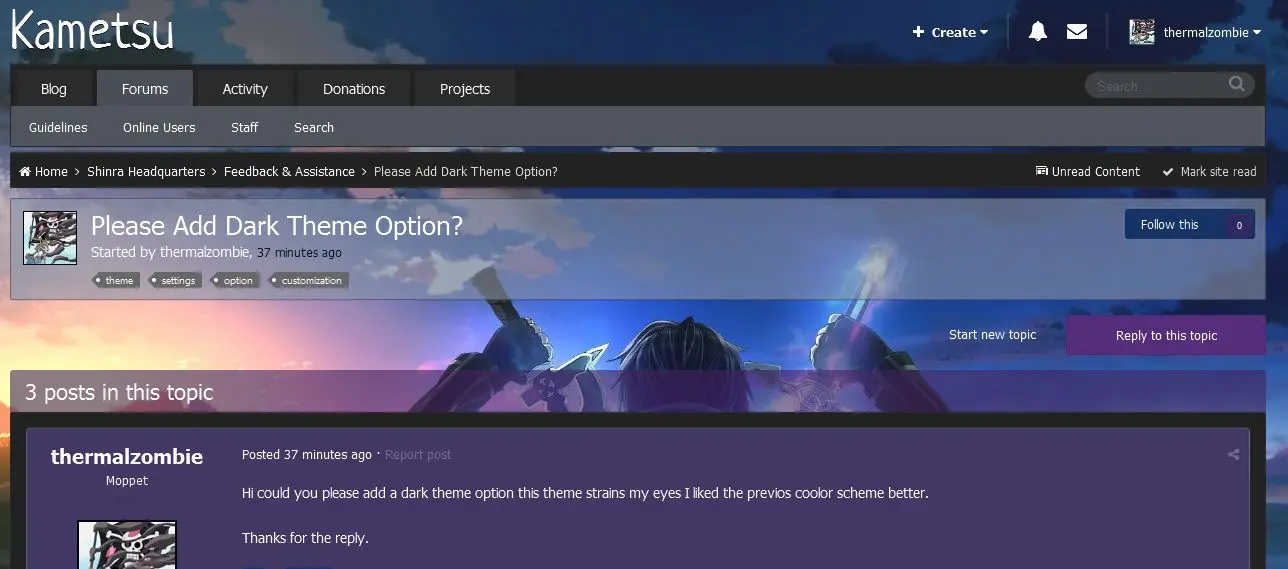 Kametsu
Create
thermalzombie
Blog
Forums
Activity
Donations
Projects
Search
Guidelines
Online Users
Staff
Search
Home > Shinra Headquarters > Feedback & Assistance > Please Add Dark Theme Option?
Unread Content
Mark site read
Please Add Dark Theme Option?
Started by thermalzombie, 37 minutes ago
theme
settings
option
customization
Follow this 0
Start new topic
Reply to this topic
3 posts in this topic
thermalzombie
Moppet
Posted 37 minutes ago · Report post
Hi could you please add a dark theme option this theme strains my eyes I liked the previos coolor scheme better.
Thanks for the reply.